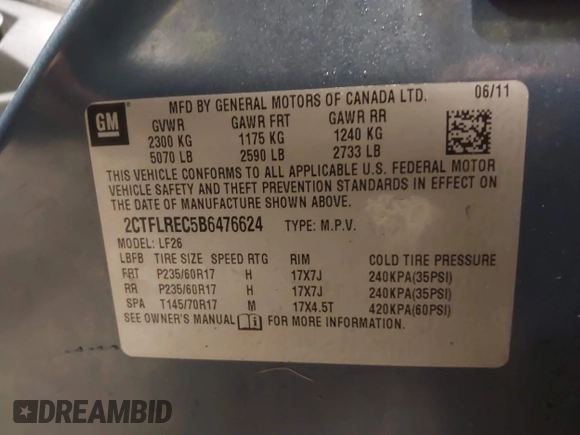 GM
MFD BY GENERAL MOTORS OF CANADA LTD. 06/11
GVWR GAWR FRT GAWR RR
2300 KG 1175 KG 1240 KG
5070 LB 2590 LB 2733 LB
THIS VEHICLE CONFORMS TO ALL APPLICABLE U.S. FEDERAL MOTOR
VEHICLE SAFETY AND THEFT PREVENTION STANDARDS IN EFFECT ON
THE DATE OF MANUFACTURE SHOWN ABOVE.
2CTFLREC5B6476624 TYPE: M.P.V.
MODEL: LF26
LBFB TIRE SIZE SPEED RTG RIM COLD TIRE PRESSURE
FRT P235/60R17 H 17X7J 240KPA(35PSI)
RR P235/60R17 H 17X7J 240KPA(35PSI)
SPA T145/70R17 M 17X4.5T 420KPA(60PSI)
SEE OWNER'S MANUAL FOR MORE INFORMATION.
DREAMBID